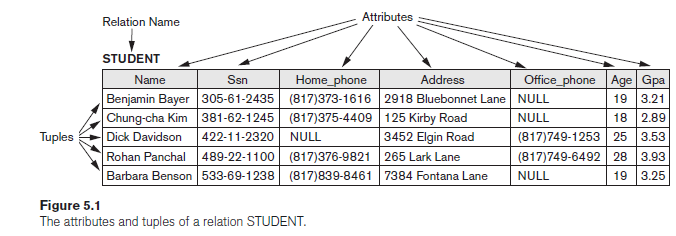 Relation Name
Attributes
STUDENT
Name Ssn Home_phone Address Office_phone Age Gpa
Benjamin Bayer 305-61-2435 (817)373-1616 2918 Bluebonnet Lane NULL 19 3.21
Chung-cha Kim 381-62-1245 (817)375-4409 125 Kirby Road NULL 18 2.89
Tuples Dick Davidson 422-11-2320 NULL 3452 Elgin Road (817)749-1253 25 3.53
Rohan Panchal 489-22-1100 (817)376-9821 265 Lark Lane (817)749-6492 28 3.93
Barbara Benson 533-69-1238 (817)839-8461 7384 Fontana Lane NULL 19 3.25
Figure 5.1
The attributes and tuples of a relation STUDENT.